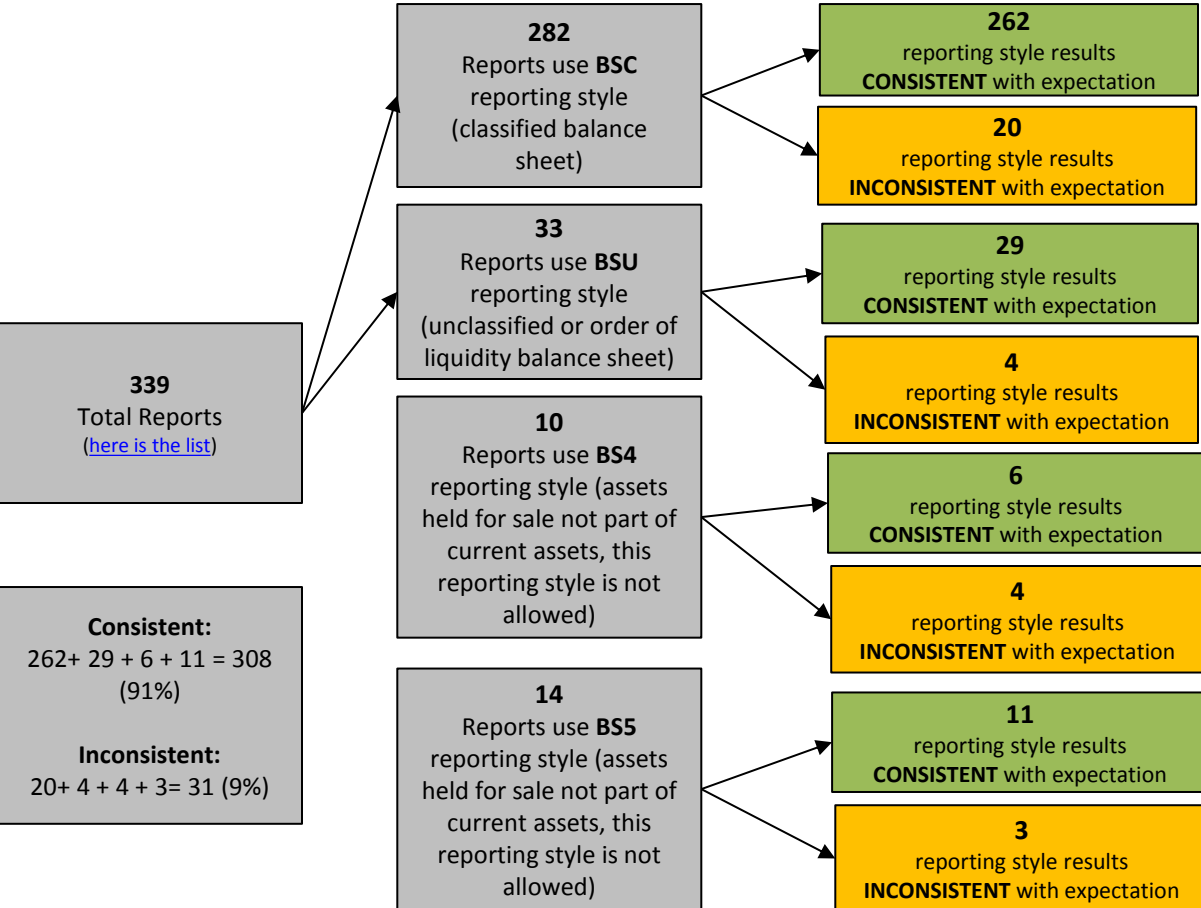 339
Total Reports
(here is the list)
Consistent:
262+ 29 + 6 + 11 = 308
(91%)
Inconsistent:
20+ 4 + 4 + 3= 31 (9%)
282
Reports use BSC
reporting style
(classified balance
sheet)
262
reporting style results
CONSISTENT with expectation
20
reporting style results
INCONSISTENT with expectation
33
Reports use BSU
reporting style
(unclassified or order of
liquidity balance sheet)
29
reporting style results
CONSISTENT with expectation
4
reporting style results
INCONSISTENT with expectation
10
Reports use BS4
reporting style (assets
held for sale not part of
current assets, this
reporting style is not
allowed)
6
reporting style results
CONSISTENT with expectation
4
reporting style results
INCONSISTENT with expectation
14
Reports use BS5
reporting style (assets
held for sale not part of
current assets, this
reporting style is not
allowed)
11
reporting style results
CONSISTENT with expectation
3
reporting style results
INCONSISTENT with expectation